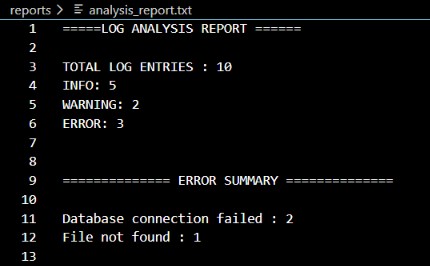 reports > analysis_report.txt
1 =====LOG ANALYSIS REPORT ======
2
3 TOTAL LOG ENTRIES : 10
4 INFO: 5
5 WARNING: 2
6 ERROR: 3
7
8
9 ============== ERROR SUMMARY ==============
10
11 Database connection failed : 2
12 File not found : 1
13